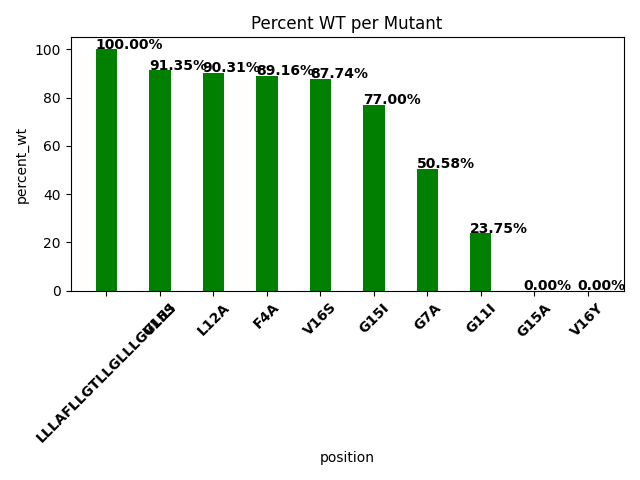 Percent WT per Mutant
100.00%
91.35%
90.31%
89.16%
87.74%
77.00%
50.58%
23.75%
0.00%
0.00%
percent_wt
100
80
60
40
20
0
L12A
F4A
V16S
G15I
G7A
G11I
G15A
V16Y
position